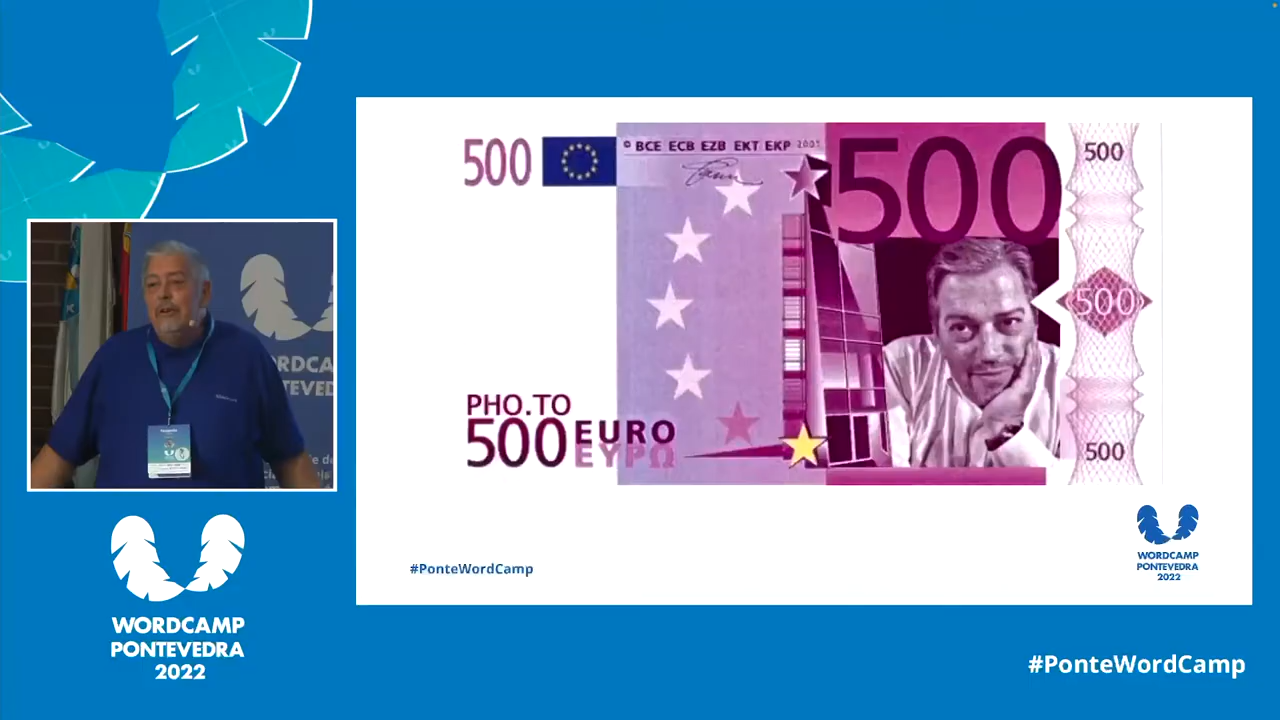 500
© BCE ECB EZB EKT EKP 2001
500
500
500
500
PHO.TO
500 EURO
ΕΥΡΩ
#PonteWordCamp
WORDCAMP
PONTEVEDRA
2022
WORDCAMP
PONTEVEDRA
2022
#PonteWordCamp